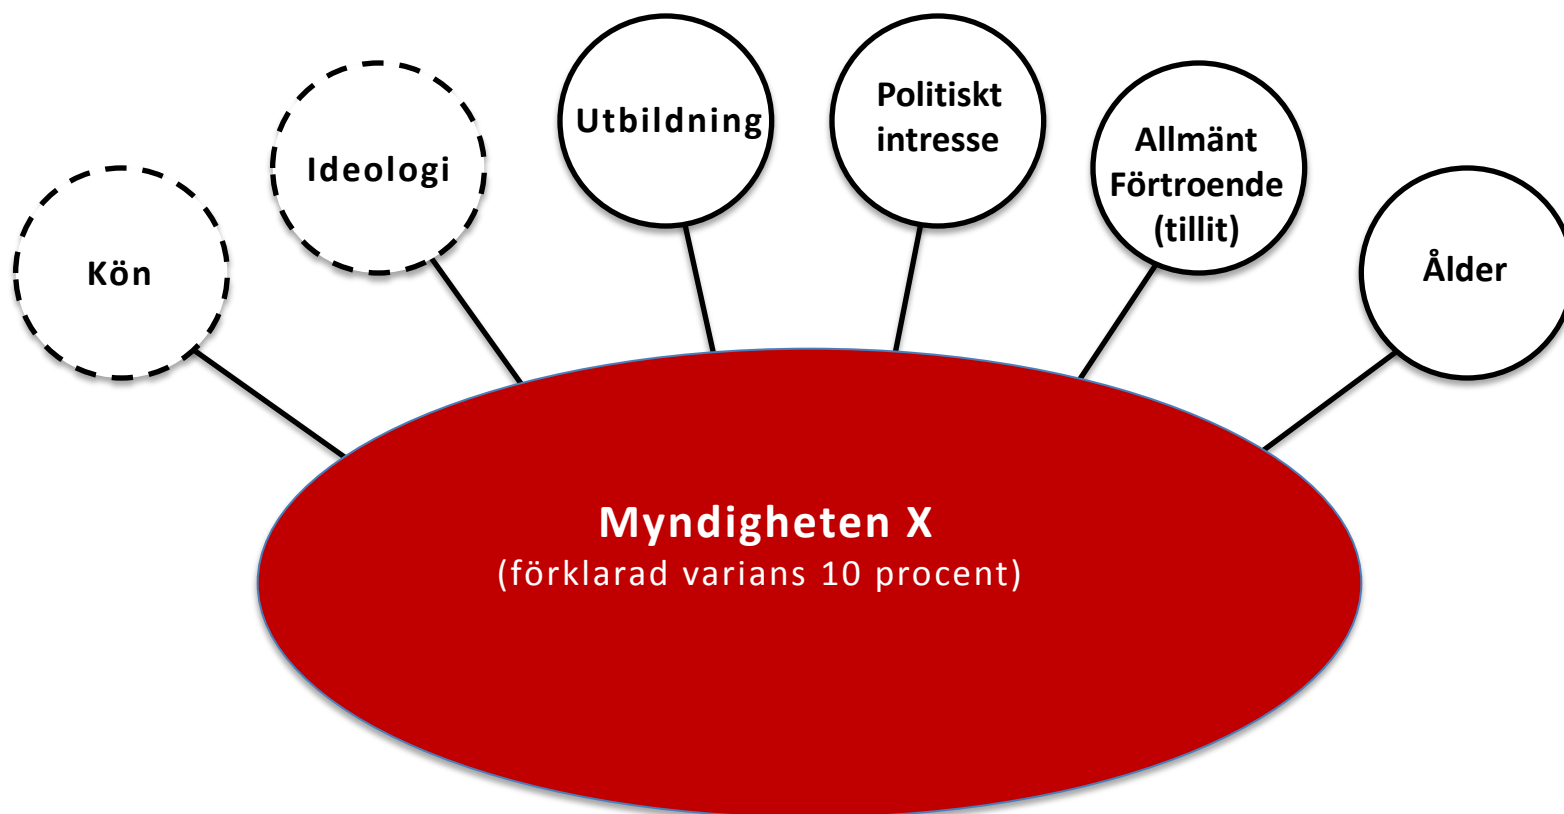 Kön
Ideologi
Utbildning
Politiskt
intresse
Allmänt
Förtroende
(tillit)
Ålder
Myndigheten X
(förklarad varians 10 procent)